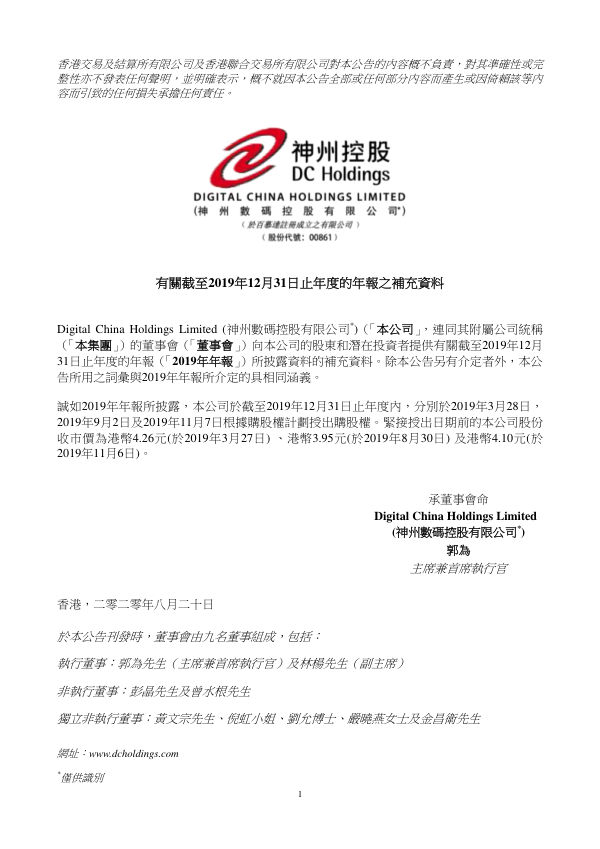 香港交易及結算所有限公司及香港聯合交易所有限公司對本公告的內容概不負責，對其準確性或完
整性亦不發表任何聲明，並明確表示，概不就因本公告全部或任何部分內容而產生或因倚賴該等內
容而引致的任何損失承擔任何責任。
神州控股
DC Holdings
DIGITAL CHINA HOLDINGS LIMITED
(神州數碼控股有限公司*)
（於百慕達註冊成立之有限公司）
（股份代號：00861）
有關截至2019年12月31日止年度的年報之補充資料
Digital China Holdings Limited (神州數碼控股有限公司*)（「本公司」，連同其附屬公司統稱
（「本集團」）的董事會（「董事會」）向本公司的股東和潛在投資者提供有關截至2019年12月
31日止年度的年報（「2019年年報」）所披露資料的補充資料。除本公告另有介定者外，本公
告所用之詞彙與2019年年報所介定的具相同涵義。
誠如2019年年報所披露，本公司於截至2019年12月31日止年度內，分別於2019年3月28日，
2019年9月2日及2019年11月7日根據購股權計劃授出購股權。緊接授出日期前的本公司股份
收市價為港幣4.26元(於2019年3月27日) 、港幣3.95元(於2019年8月30日) 及港幣4.10元(於
2019年11月6日)。
承董事會命
Digital China Holdings Limited
(神州數碼控股有限公司*)
郭為
主席兼首席執行官
香港，二零二零年八月二十日
於本公告刊發時，董事會由九名董事組成，包括：
執行董事：郭為先生（主席兼首席執行官）及林楊先生（副主席）
非執行董事：彭晶先生及曾水根先生
獨立非執行董事：黃文宗先生、倪虹小姐、劉允博士、嚴曉燕女士及金昌衛先生
網址：www.dcholdings.com
*僅供識別
1